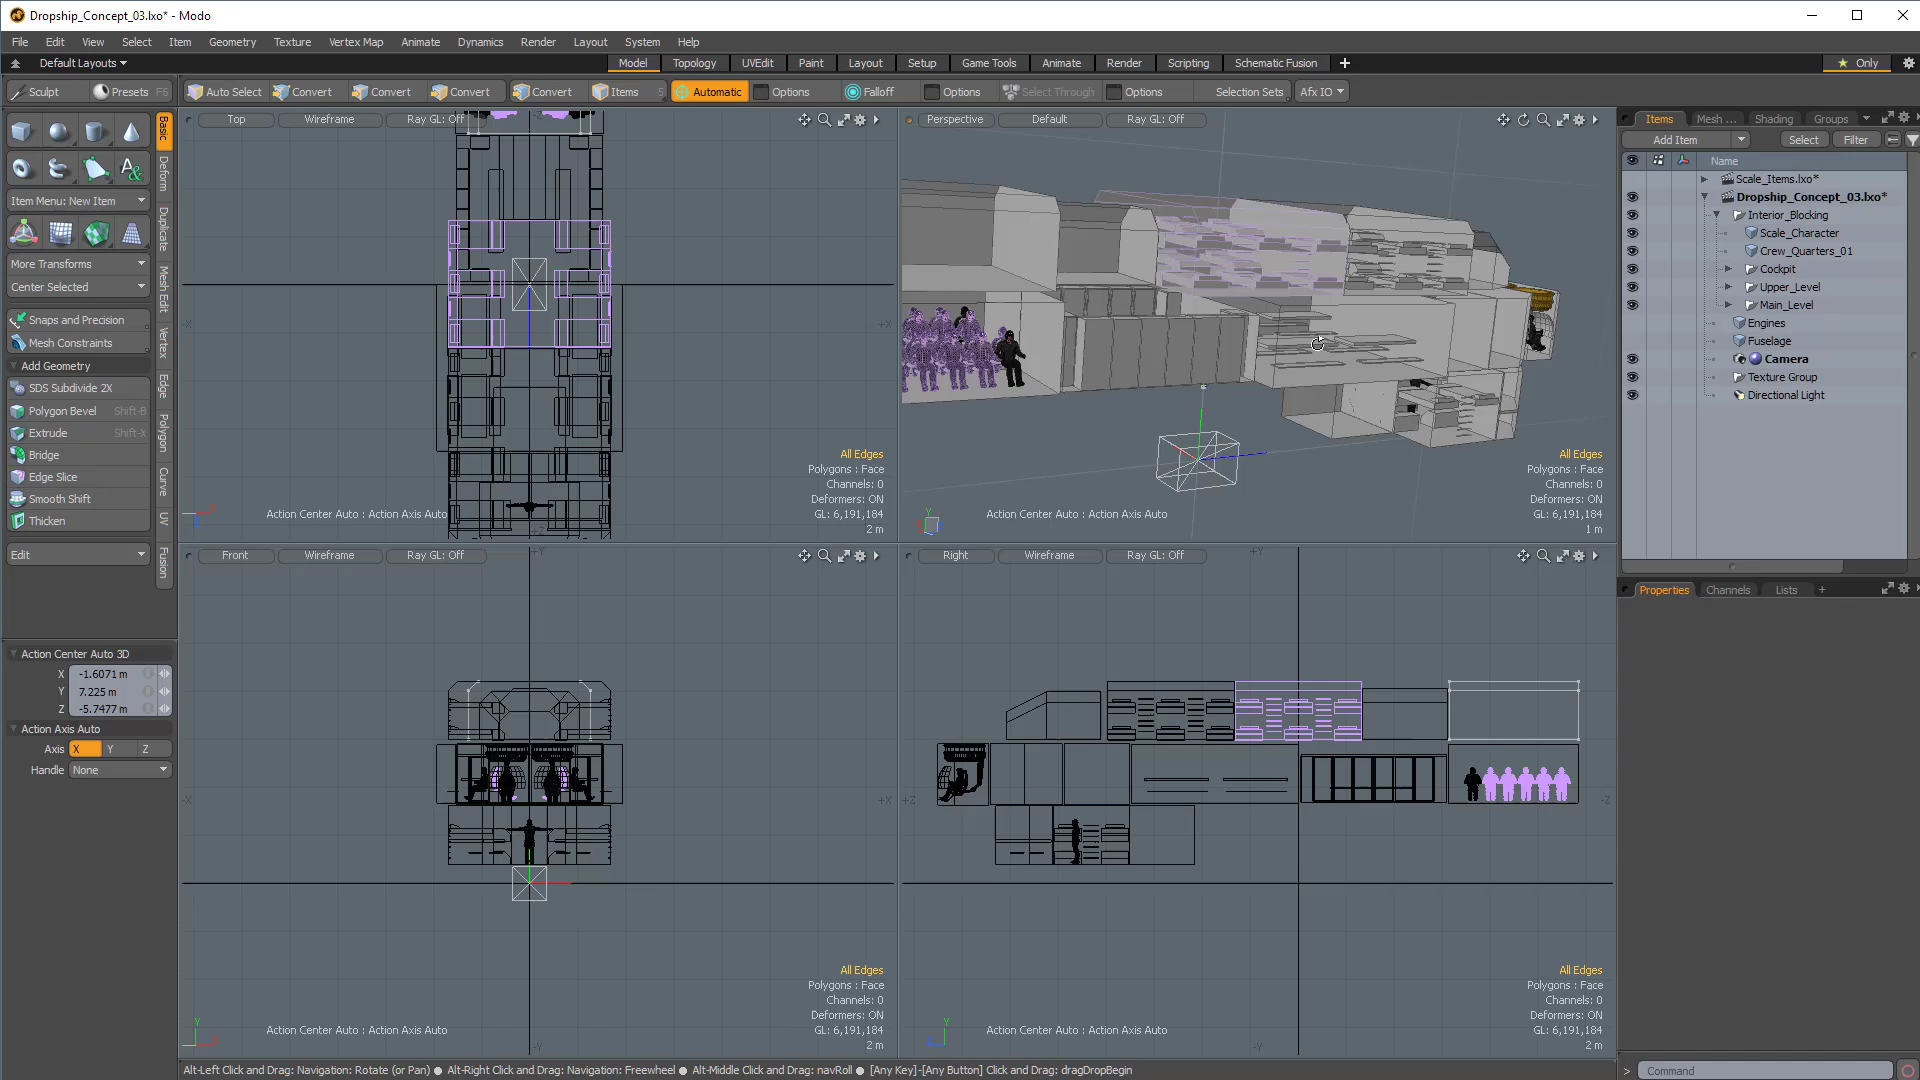 Dropship_Concept_03.lxo* - Modo
File Edit View Select Item Geometry Texture Vertex Map Animate Dynamics Render Layout System Help
Default Layouts Model Topology UVEdit Paint Layout Setup Game Tools Animate Render Scripting Schematic Fusion + Only
Sculpt Presets F6 Auto Select Convert Convert Convert Convert Items 5 Automatic Options Falloff Options Select Through Options Selection Sets Afx IO
Basic
Deform
Duplicate
Mesh Edit
Vertex
Edge
Polygon
Curve
UV
Fusion
Item Menu: New Item
More Transforms
Center Selected
Snaps and Precision
Mesh Constraints
Add Geometry
SDS Subdivide 2X
Polygon Bevel Shift-B
Extrude Shift-X
Bridge
Edge Slice
Smooth Shift
Thicken
Edit
Action Center Auto 3D
X -1.6071 m
Y 7.225 m
Z -5.7477 m
Action Axis Auto
Axis X Y Z
Handle None
Top Wireframe Ray GL: Off
-X +X
+Z
All Edges
Polygons : Face
Channels: 0
Deformers: ON
GL: 6,191,184
2 m
Action Center Auto : Action Axis Auto
Perspective Default Ray GL: Off
All Edges
Polygons : Face
Channels: 0
Deformers: ON
GL: 6,191,184
1 m
Action Center Auto : Action Axis Auto
Y
Front Wireframe Ray GL: Off
+Y
-X +X
-Y
All Edges
Polygons : Face
Channels: 0
Deformers: ON
GL: 6,191,184
2 m
Action Center Auto : Action Axis Auto
Y
Right Wireframe Ray GL: Off
+Y
+Z -Z
-Y
All Edges
Polygons : Face
Channels: 0
Deformers: ON
GL: 6,191,184
2 m
Action Center Auto : Action Axis Auto
Y
Items Mesh ... Shading Groups
Add Item Select Filter
Name
Scale_Items.lxo*
Dropship_Concept_03.lxo*
Interior_Blocking
Scale_Character
Crew_Quarters_01
Cockpit
Upper_Level
Main_Level
Engines
Fuselage
Camera
Texture Group
Directional Light
Properties Channels Lists +
Alt-Left Click and Drag: Navigation: Rotate (or Pan) ● Alt-Right Click and Drag: Navigation: Freewheel ● Alt-Middle Click and Drag: navRoll ● [Any Key]-[Any Button] Click and Drag: dragDropBegin
> Command